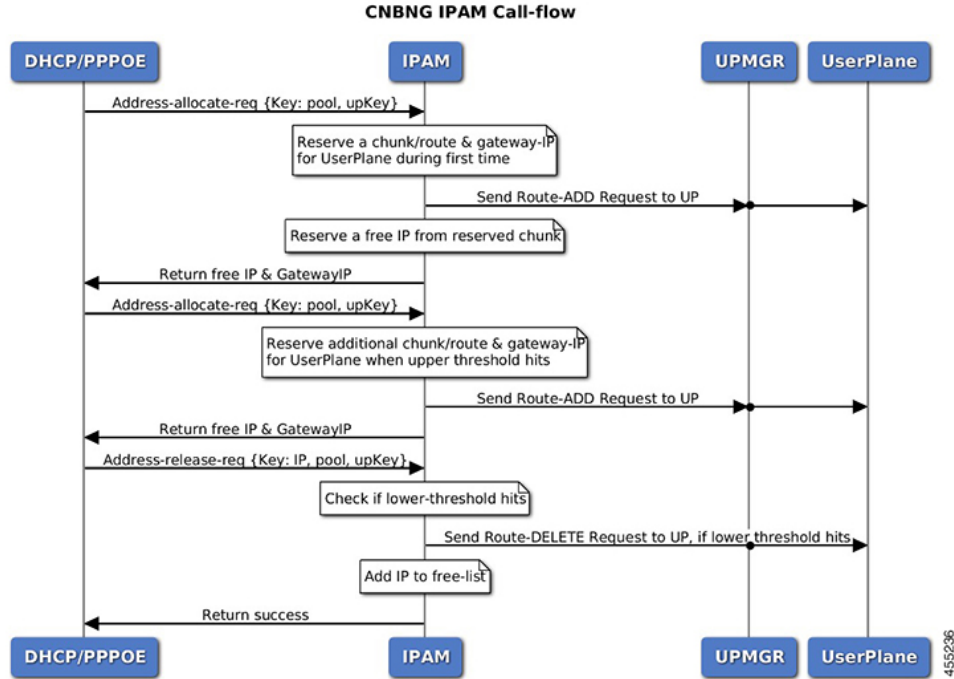 CNBNG IPAM Call-flow
DHCP/PPPOE
IPAM
UPMGR
UserPlane
Address-allocate-req {Key: pool, upKey}
Reserve a chunk/route & gateway-IP
for UserPlane during first time
Send Route-ADD Request to UP
Reserve a free IP from reserved chunk
Return free IP & GatewayIP
Address-allocate-req {Key: pool, upKey}
Reserve additional chunk/route & gateway-IP
for UserPlane when upper threshold hits
Send Route-ADD Request to UP
Return free IP & GatewayIP
Address-release-req {Key: IP, pool, upKey}
Check if lower-threshold hits
Send Route-DELETE Request to UP, if lower threshold hits
Add IP to free-list
Return success
DHCP/PPPOE
IPAM
UPMGR
UserPlane
455236